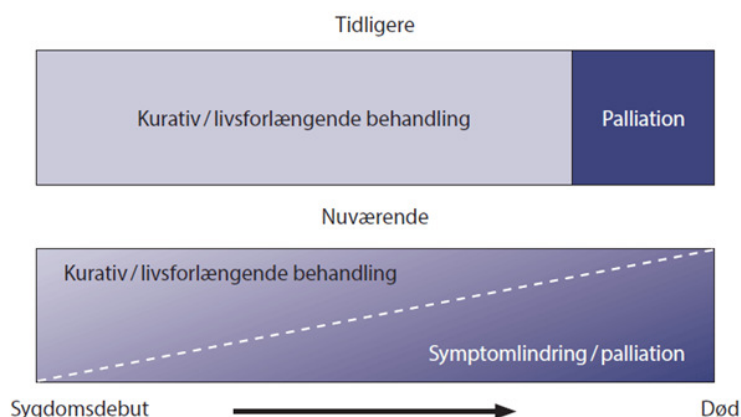 Tidligere
Kurativ / livsforlængende behandling
Palliation
Nuværende
Kurativ / livsforlængende behandling
Symptomlindring / palliation
Sygdomsdebut
Død